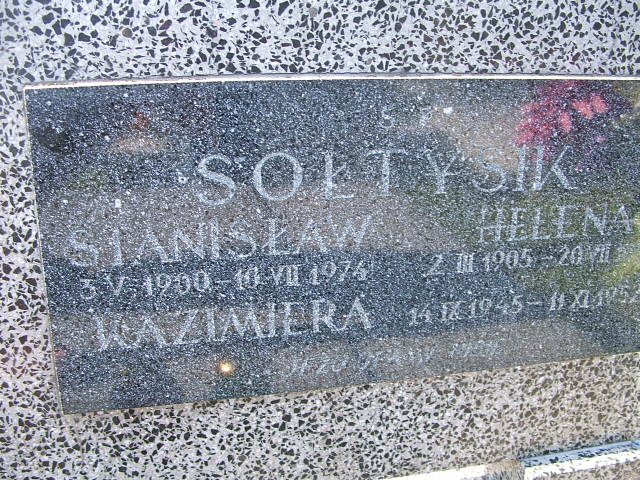 Ś P
SOŁTYSIK
STANISŁAW HELENA
3 V 1900 - 10 VII 1974 2 III 1905 - 20 VII
KAZIMIERA 14 IX 1945 - 11 XI 195